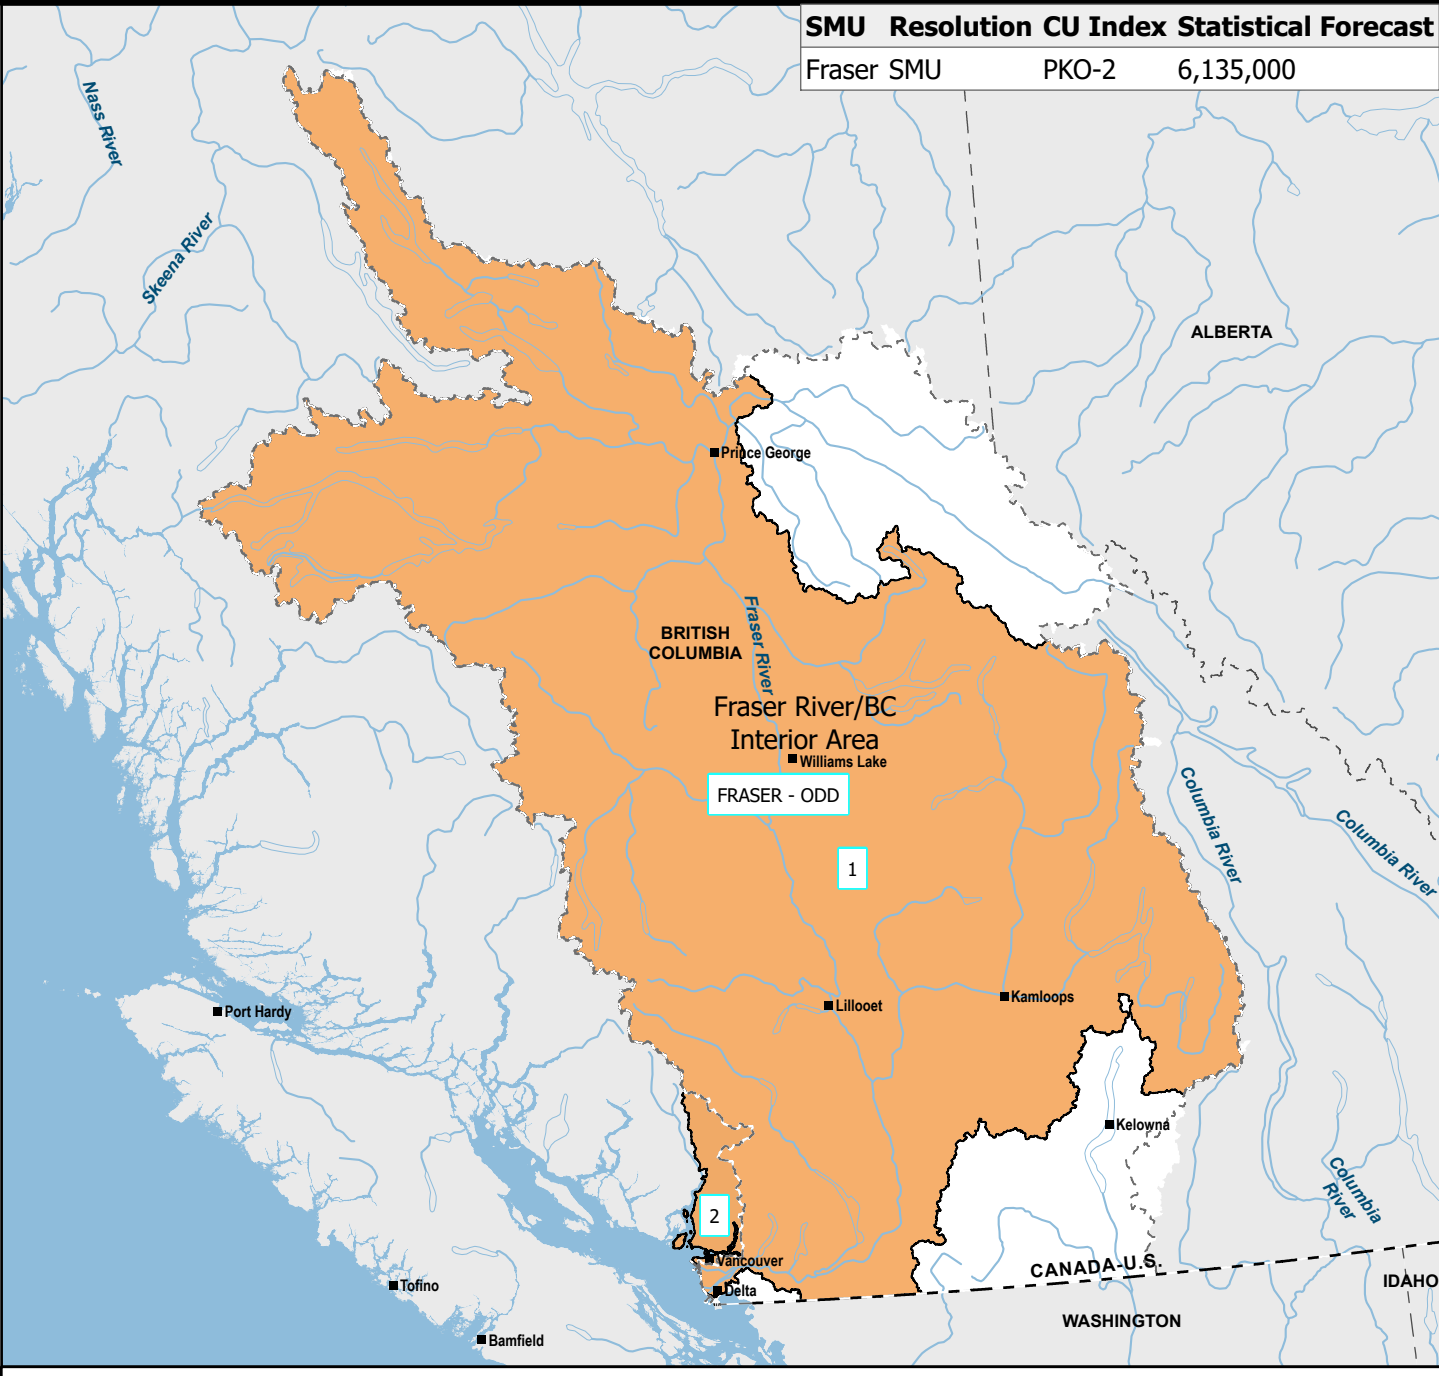 SMU Resolution CU Index Statistical Forecast
Fraser SMU PKO-2 6,135,000
Nass River
Skeena River
ALBERTA
Prince George
Fraser River
BRITISH
COLUMBIA
Fraser River/BC
Interior Area
Williams Lake
FRASER - ODD
Columbia River
Columbia River
1
Port Hardy
Lillooet
Kamloops
Kelowna
Columbia
River
2
Vancouver
CANADA-U.S.
Tofino
Delta
IDAHO
WASHINGTON
Bamfield